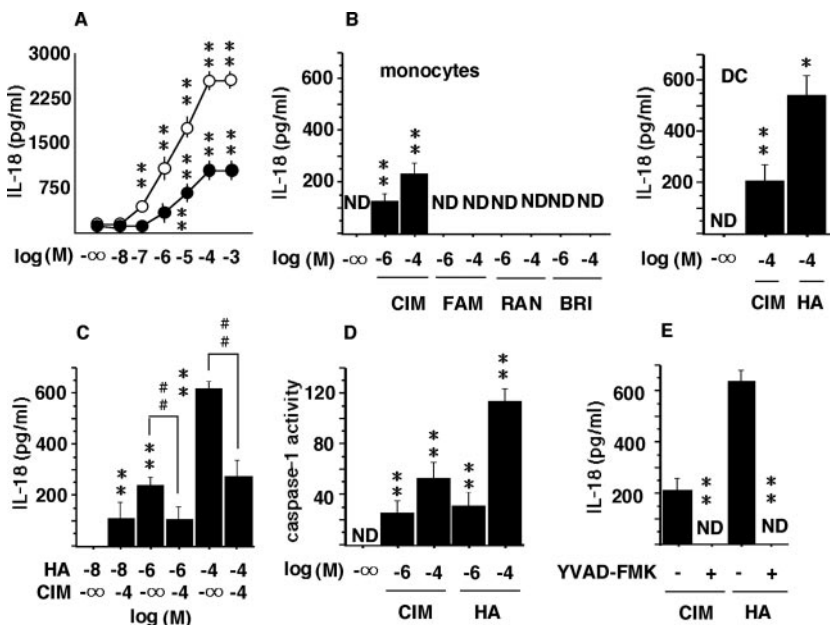 A
IL-18 (pg/ml)
3000
2250
1500
750
* * * * * * * * * *
* * * * * * * * * *
log(M) -∞ -8 -7 -6 -5 -4 -3
B
monocytes
IL-18 (pg/ml)
600
400
200
ND * * * * ND ND ND ND ND ND
log(M) -∞ -6 -4 -6 -4 -6 -4 -6 -4
CIM FAM RAN BRI
DC
IL-18 (pg/ml)
600
400
200
ND * * *
log(M) -∞ -4 -4
CIM HA
C
IL-18 (pg/ml)
600
400
200
* * * * # # * * # #
HA -8 -8 -6 -6 -4 -4
CIM -∞ -4 -∞ -4 -∞ -4
log(M)
D
caspase-1 activity
120
80
40
ND * * * * * * * *
log(M) -∞ -6 -4 -6 -4
CIM HA
E
IL-18 (pg/ml)
600
400
200
* * * *
ND ND
YVAD-FMK - + - +
CIM HA